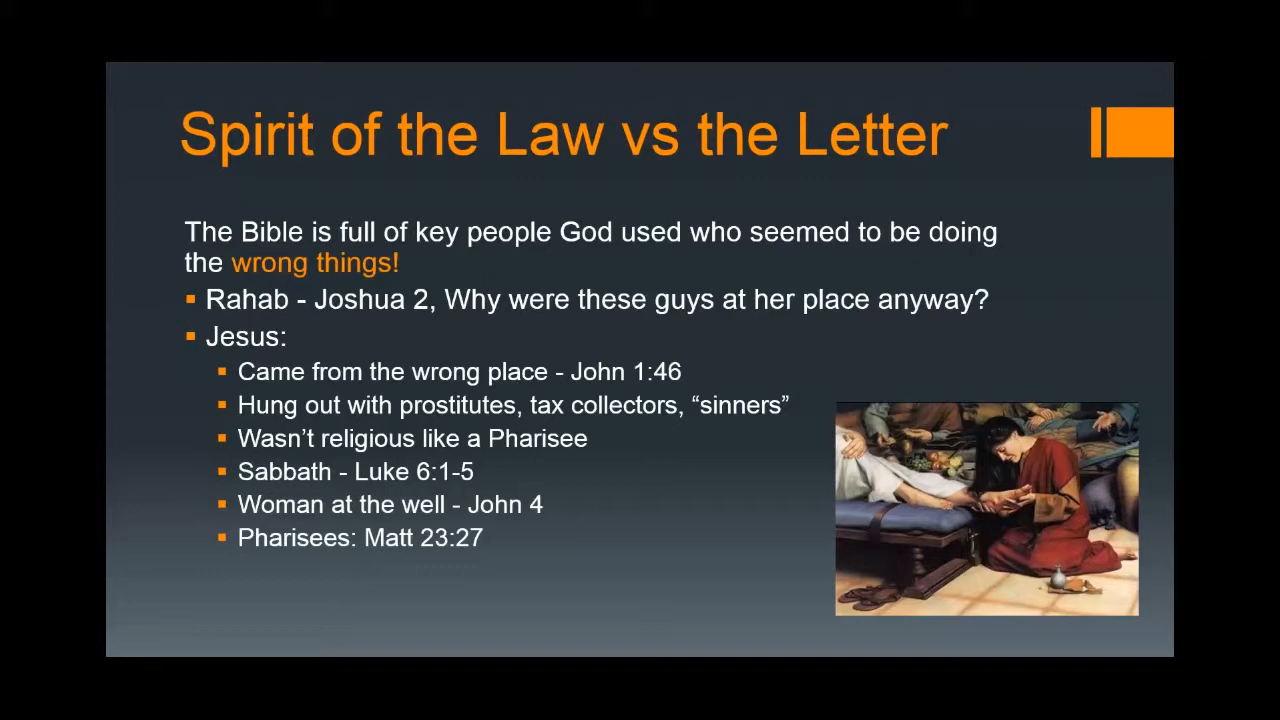 Spirit of the Law vs the Letter
The Bible is full of key people God used who seemed to be doing
the wrong things!
Rahab - Joshua 2, Why were these guys at her place anyway?
Jesus:
Came from the wrong place - John 1:46
Hung out with prostitutes, tax collectors, “sinners”
Wasn’t religious like a Pharisee
Sabbath - Luke 6:1-5
Woman at the well - John 4
Pharisees: Matt 23:27